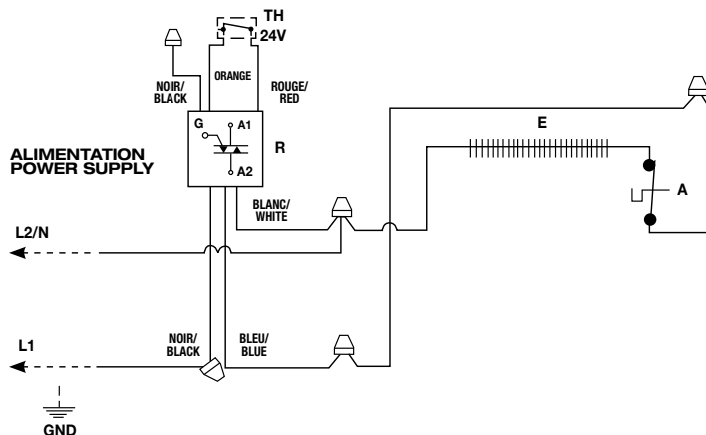 TH
24V
NOIR/
BLACK
ORANGE
ROUGE/
RED
G
A1
A2
R
E
A
ALIMENTATION
POWER SUPPLY
BLANC/
WHITE
L2/N
NOIR/
BLACK
BLEU/
BLUE
L1
GND